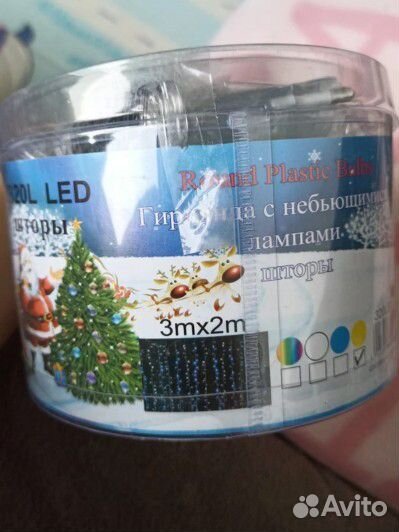 20L LED
шторы
Round Plastic Bulbs
Гирлянда с небьющимися
лампами
шторы
3mx2m
Avito